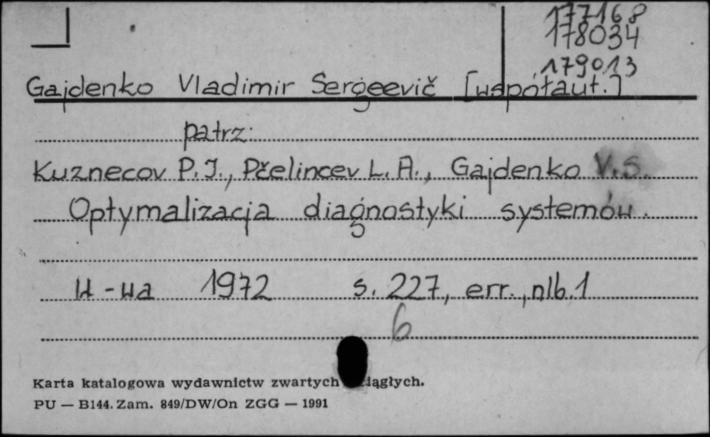 177168
178034
179013
Gajdenko Vladimir Sergeevič [współaut.]
patrz:
Kuznecov P. I., Pčelincev L. A., Gajdenko V. S.
Optymalizacja diagnostyki systemów.
W-wa 1972 s. 227, err., nlb. 1
6
Karta katalogowa wydawnictw zwartych ciągłych.
PU — B144. Zam. 849/DW/On ZGG — 1991